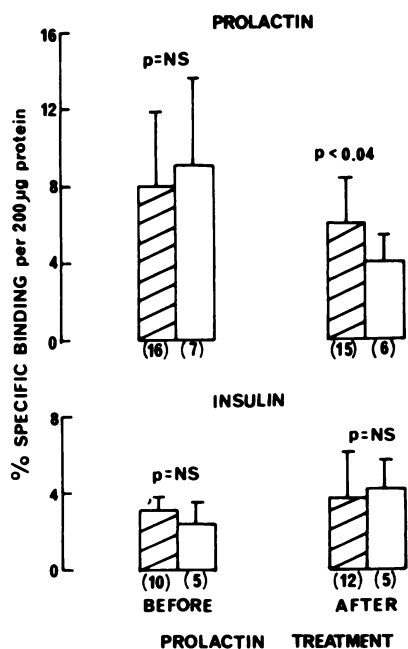 PROLACTIN
16
12
8
4
0
p=NS
p<0.04
(16) (7)
(15) (6)
% SPECIFIC BINDING per 200μg protein
INSULIN
8
4
0
p=NS
p=NS
(10) (5)
(12) (5)
BEFORE
AFTER
PROLACTIN TREATMENT